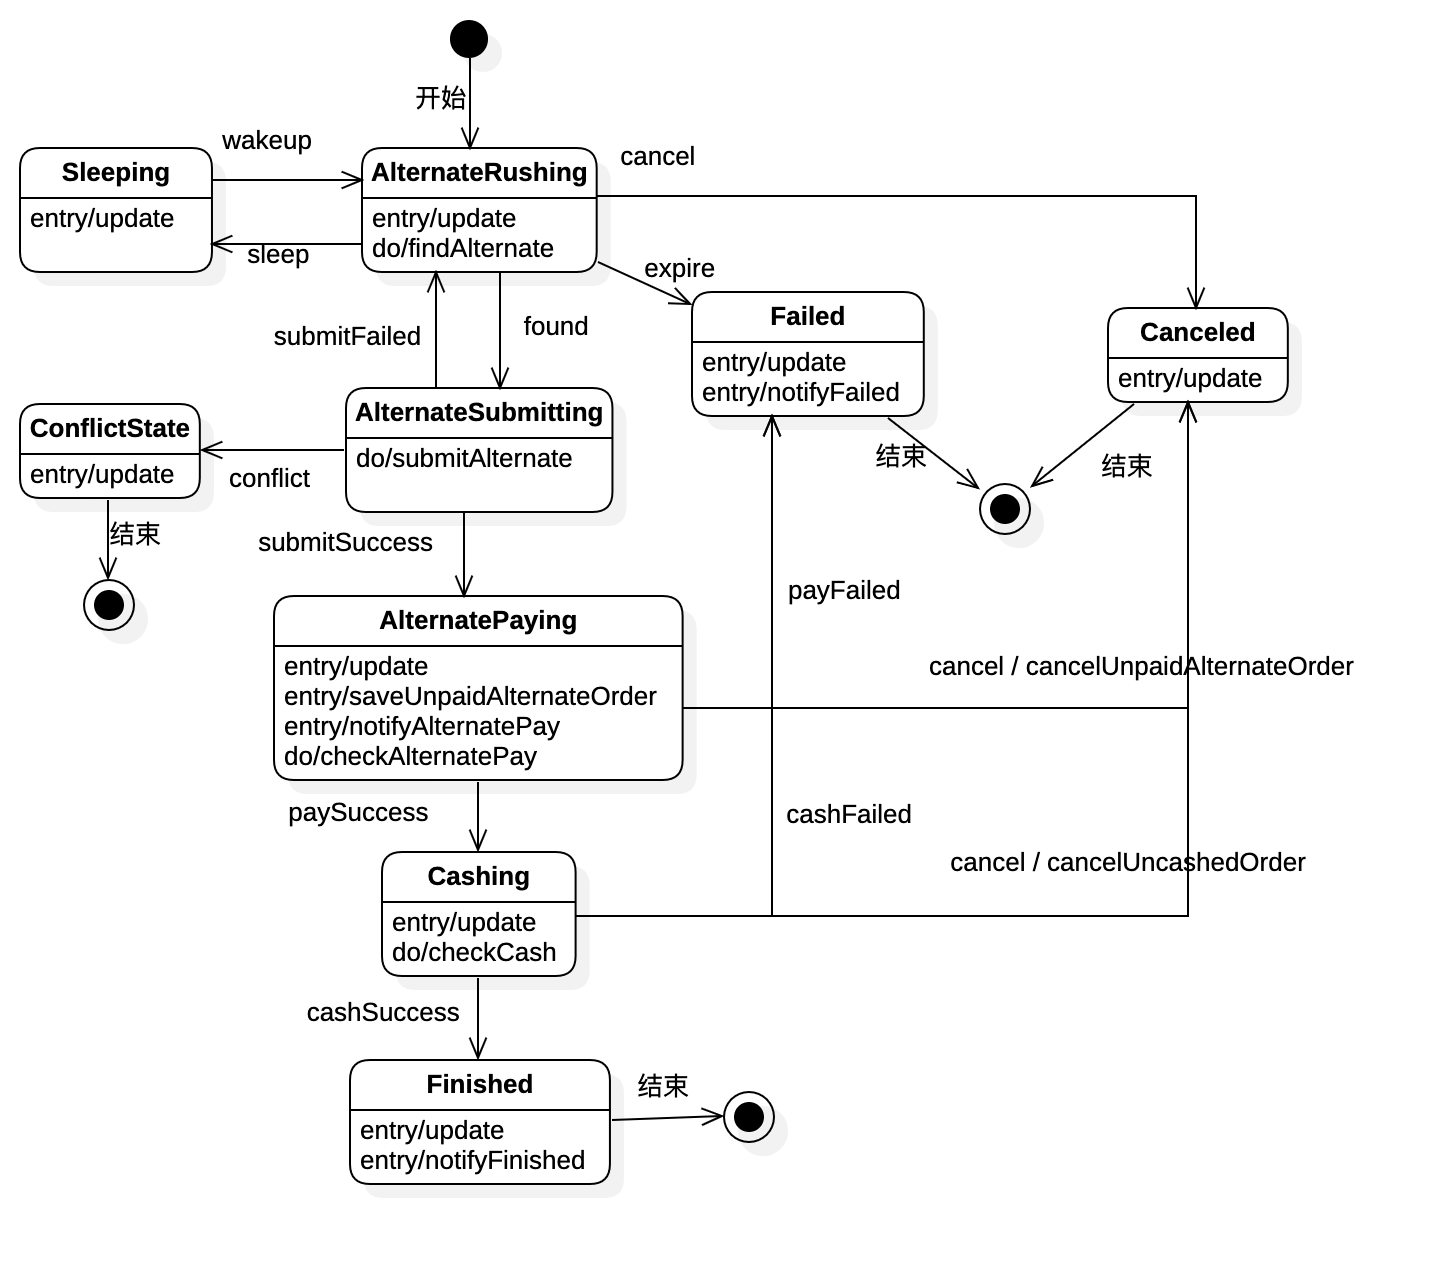 开始
wakeup
cancel
Sleeping
entry/update
AlternateRushing
entry/update
do/findAlternate
sleep
expire
submitFailed
found
Failed
entry/update
entry/notifyFailed
Canceled
entry/update
ConflictState
entry/update
conflict
AlternateSubmitting
do/submitAlternate
结束
结束
结束
submitSuccess
payFailed
AlternatePaying
entry/update
entry/saveUnpaidAlternateOrder
entry/notifyAlternatePay
do/checkAlternatePay
cancel / cancelUnpaidAlternateOrder
paySuccess
cashFailed
cancel / cancelUncashedOrder
Cashing
entry/update
do/checkCash
cashSuccess
Finished
entry/update
entry/notifyFinished
结束